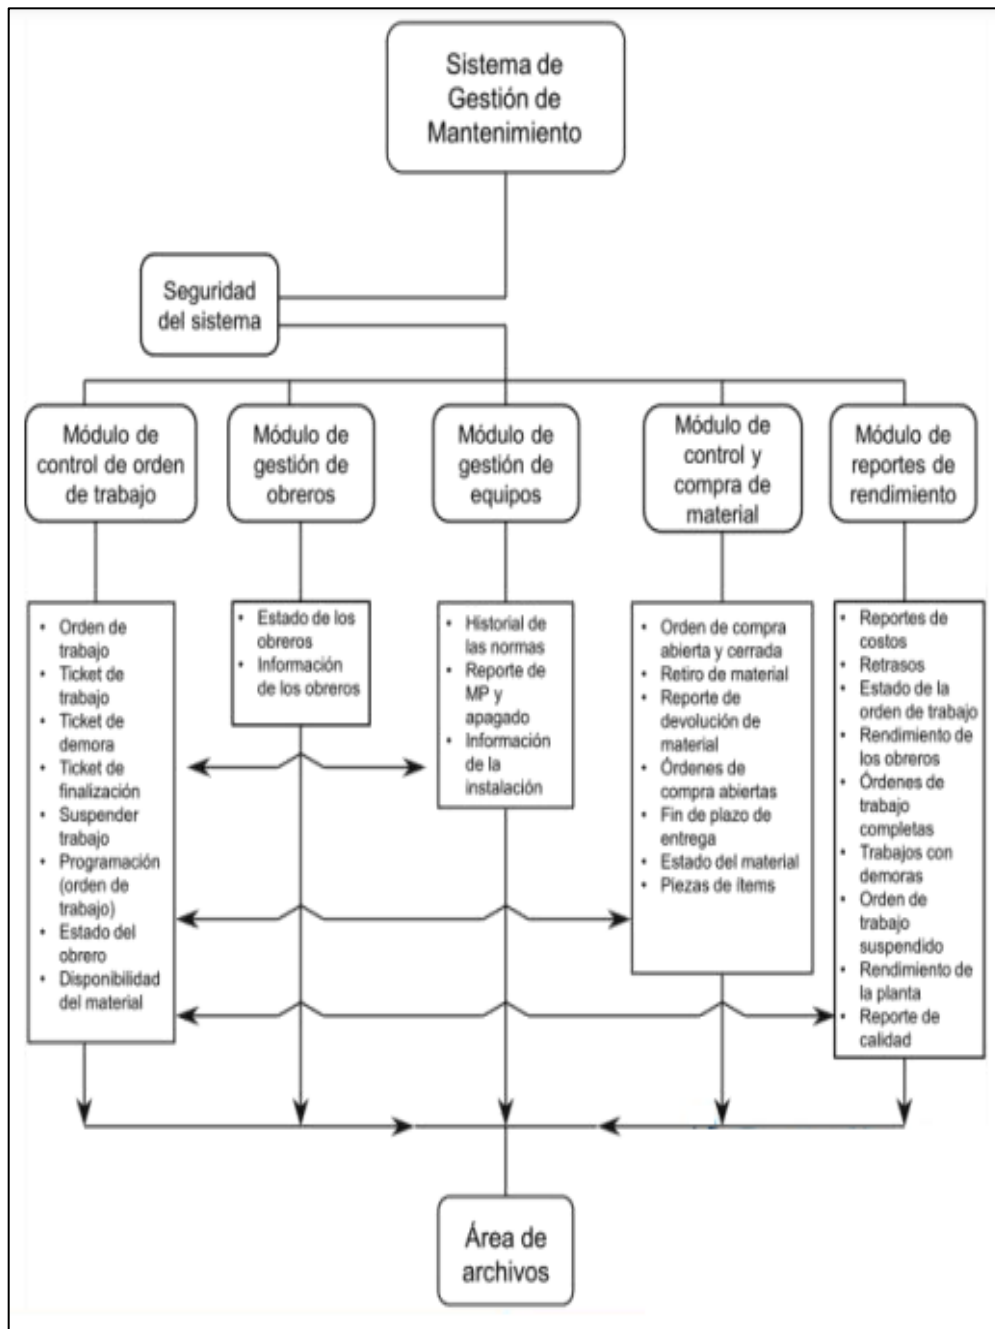 Sistema de
Gestión de
Mantenimiento
Seguridad
del sistema
Módulo de
control de orden
de trabajo
Módulo de
gestión de
obreros
Módulo de
gestión de
equipos
Módulo de
control y
compra de
material
Módulo de
reportes de
rendimiento
• Orden de
trabajo
• Ticket de
trabajo
• Ticket de
demora
• Ticket de
finalización
• Suspender
trabajo
• Programación
(orden de
trabajo)
• Estado del
obrero
• Disponibilidad
del material
• Estado de los
obreros
• Información
de los obreros
• Historial de
las normas
• Reporte de
MP y
apagado
• Información
de la
instalación
• Orden de compra
abierta y cerrada
• Retiro de material
• Reporte de
devolución de
material
• Órdenes de
compra abiertas
• Fin de plazo de
entrega
• Estado del material
• Piezas de ítems
• Reportes de
costos
• Retrasos
• Estado de la
orden de trabajo
• Rendimiento de
los obreros
• Órdenes de
trabajo
completas
• Trabajos con
demoras
• Orden de
trabajo
suspendido
• Rendimiento de
la planta
• Reporte de
calidad
Área de
archivos